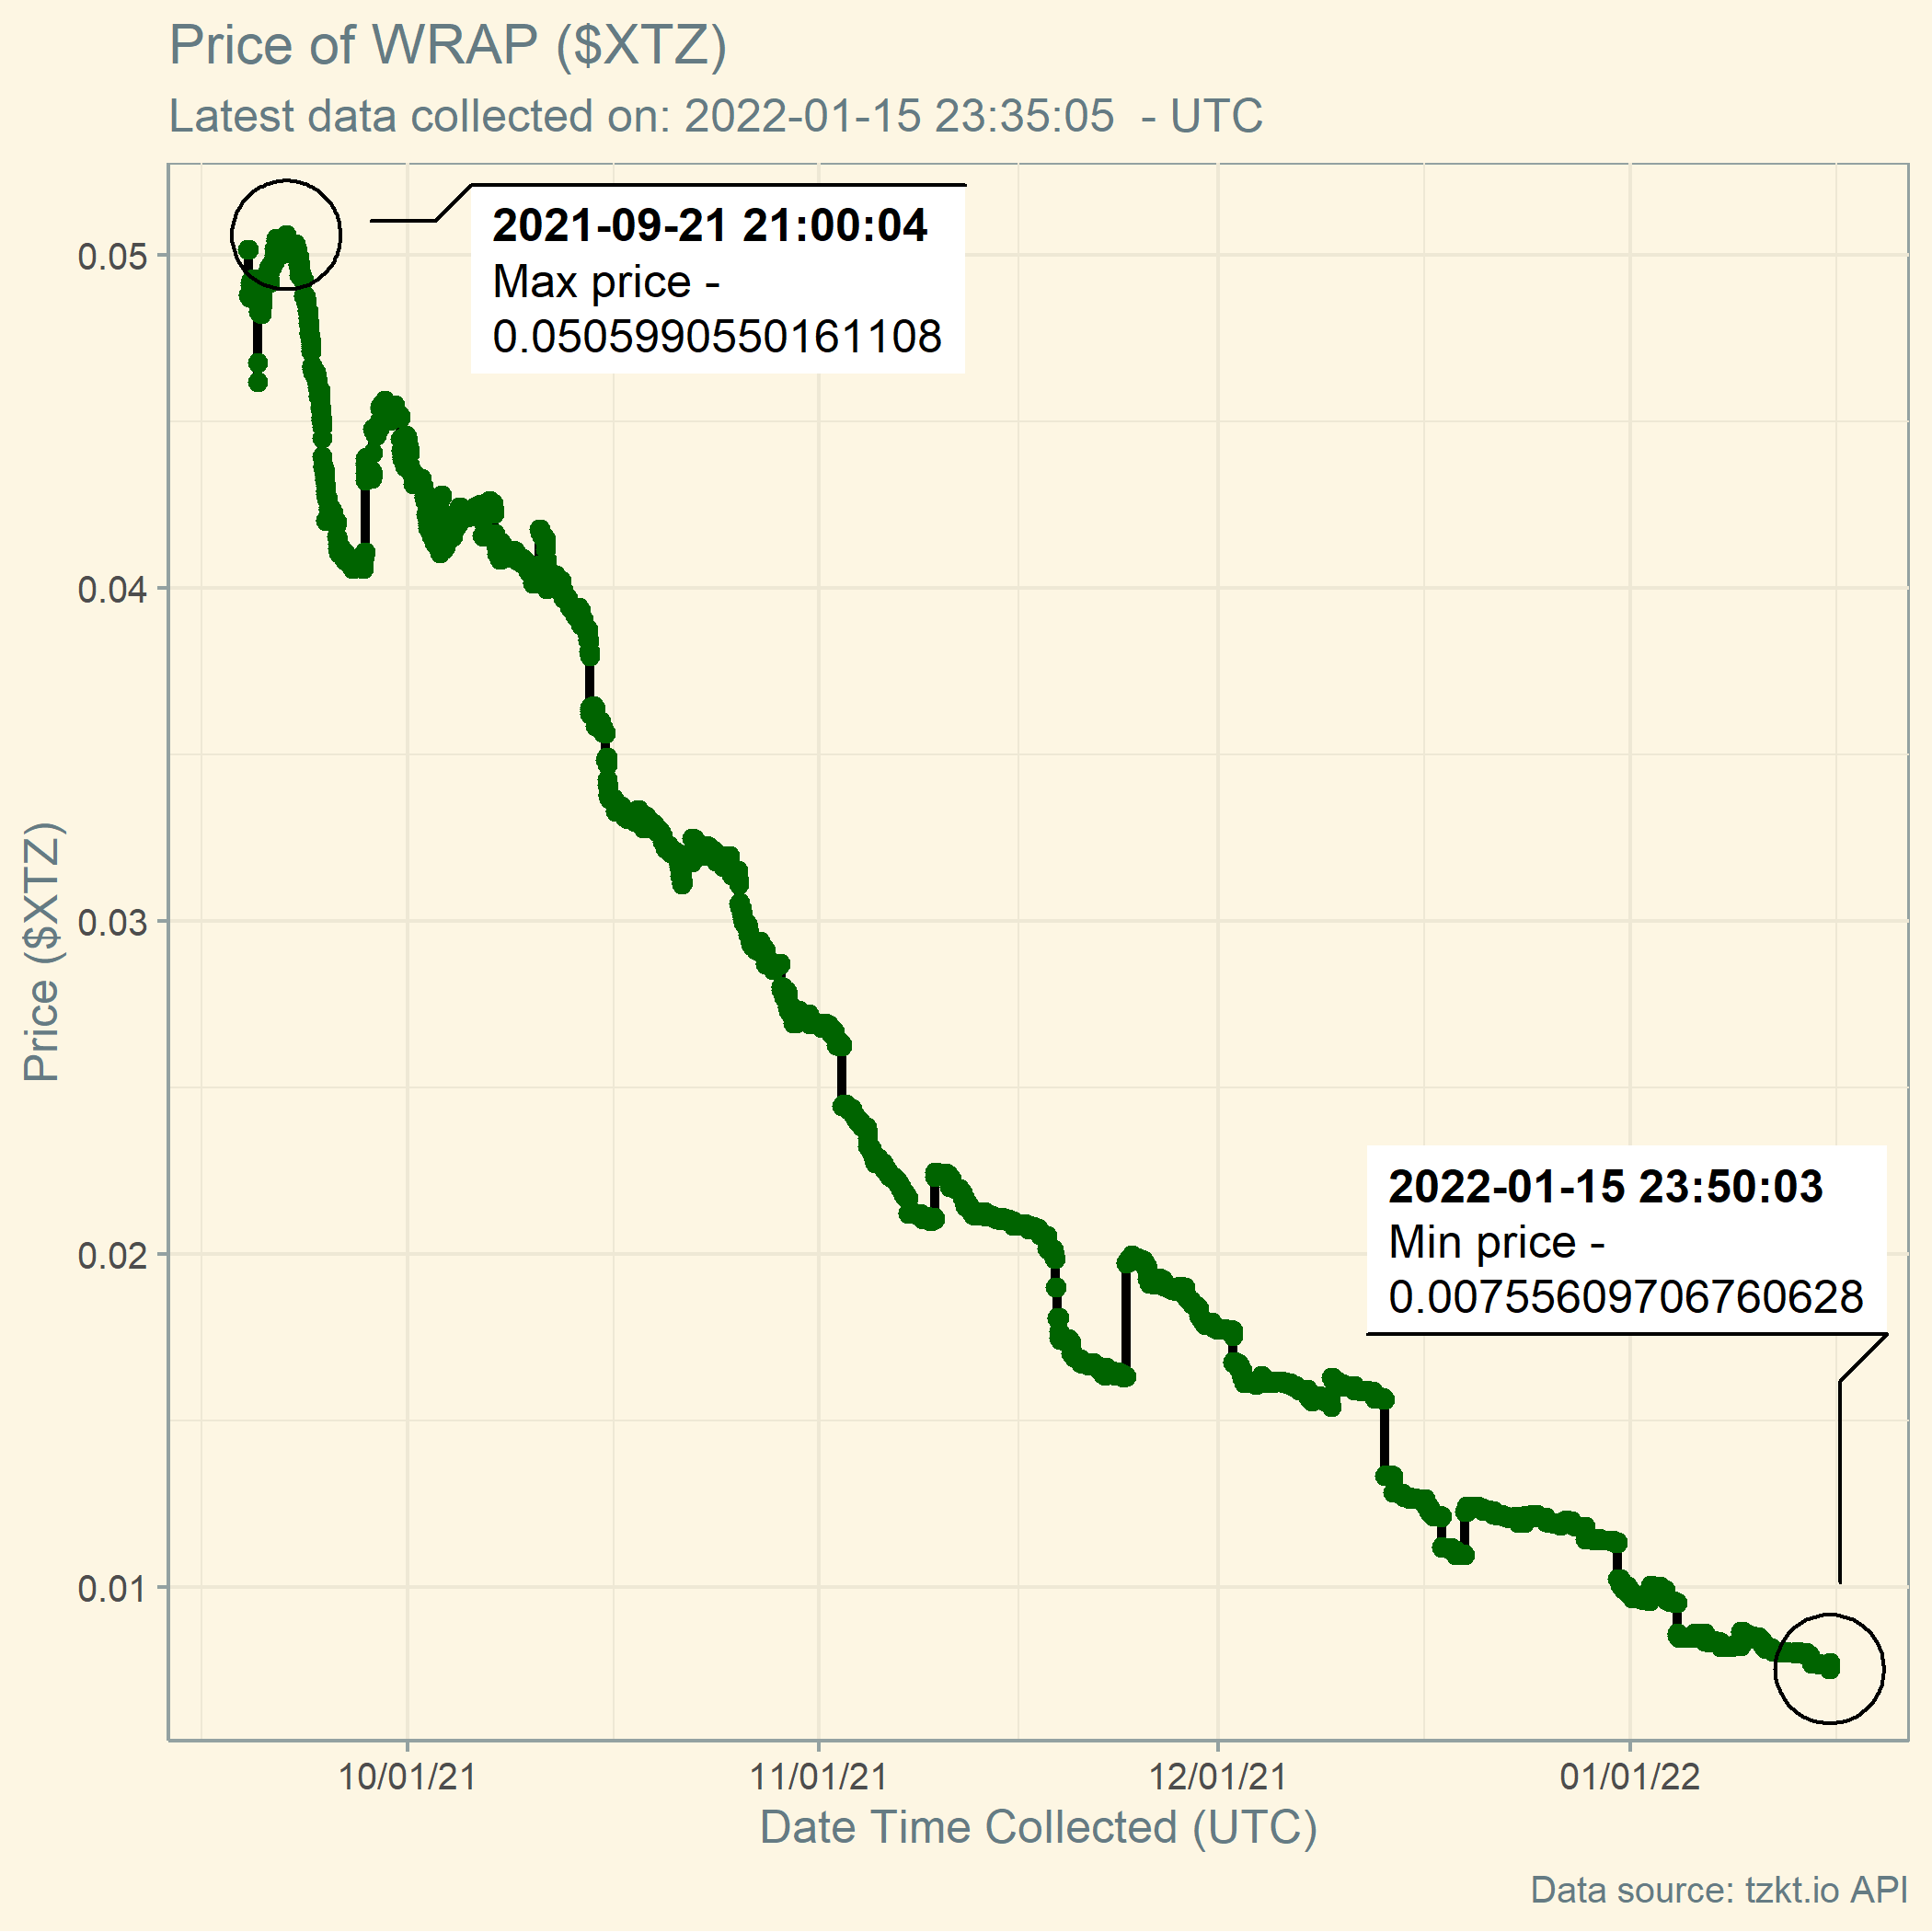 Price of WRAP ($XTZ)
Latest data collected on: 2022-01-15 23:35:05  - UTC
2021-09-21 21:00:04
Max price -
0.0505990550161108
2022-01-15 23:50:03
Min price -
0.00755609706760628
Price ($XTZ)
0.05
0.04
0.03
0.02
0.01
10/01/21
11/01/21
12/01/21
01/01/22
Date Time Collected (UTC)
Data source: tzkt.io API